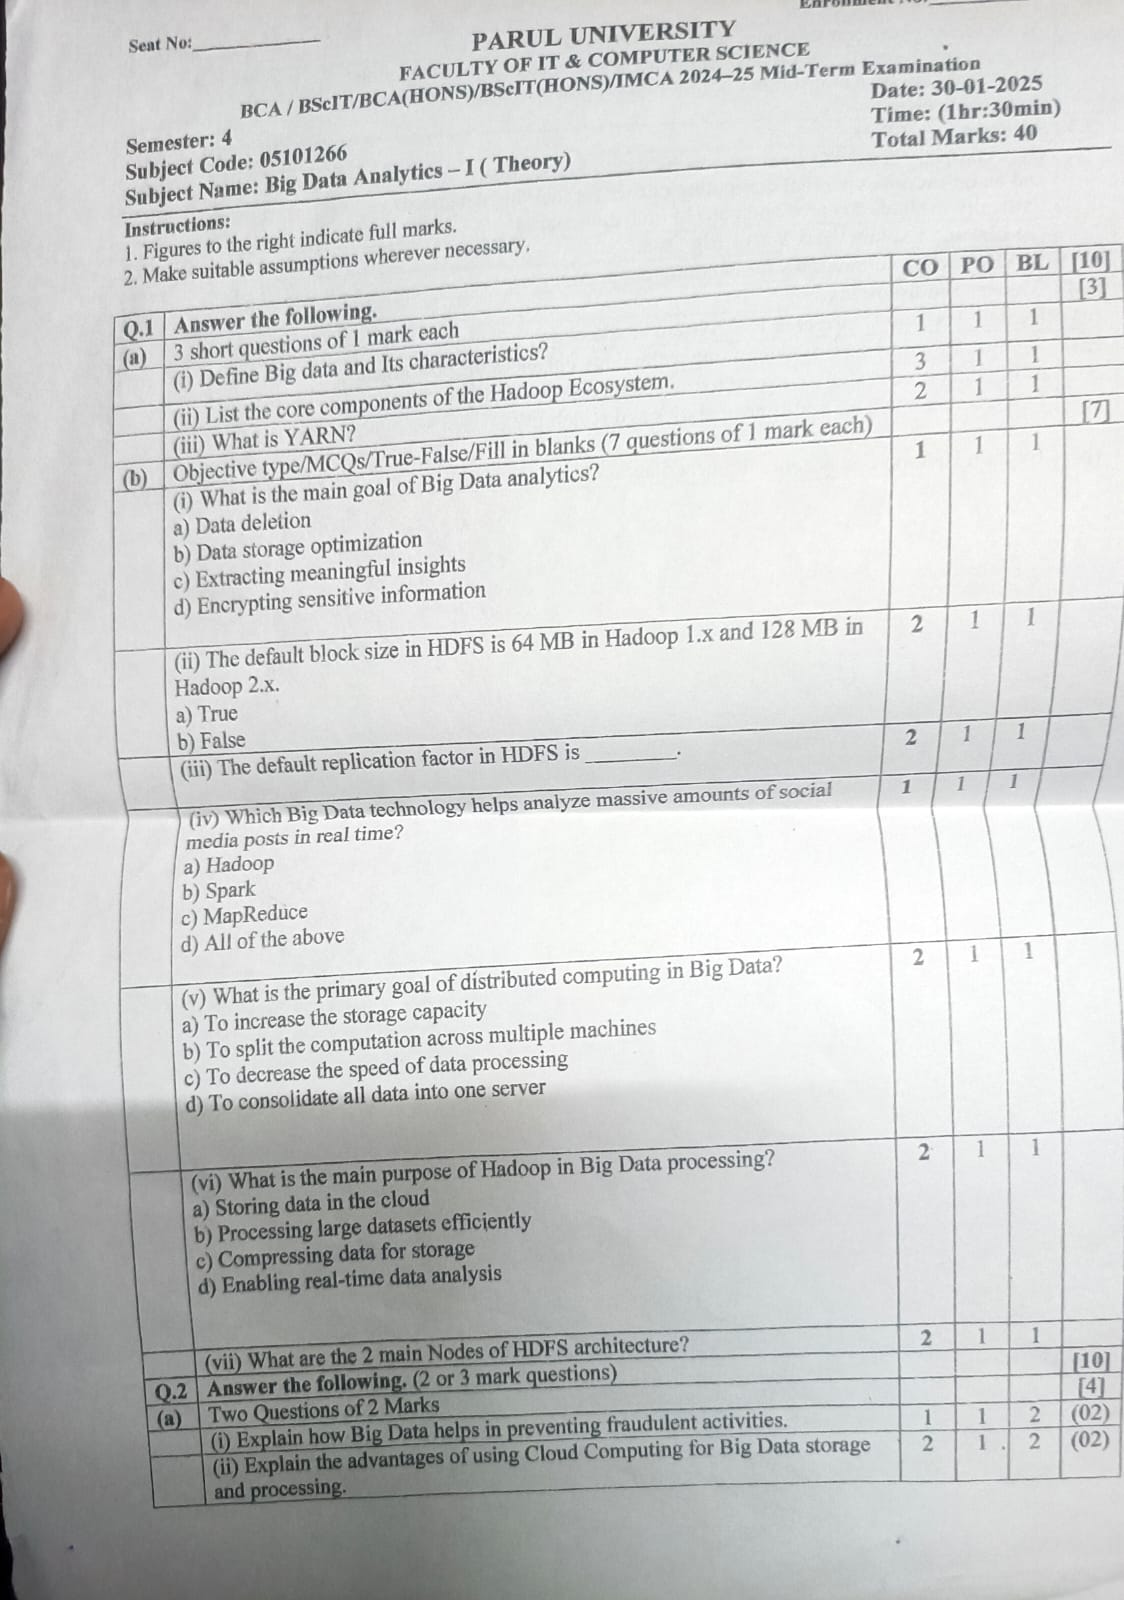 Enrollment No:
Seat No:
PARUL UNIVERSITY
FACULTY OF IT & COMPUTER SCIENCE
BCA / BScIT/BCA(HONS)/BScIT(HONS)/IMCA 2024–25 Mid-Term Examination
Semester: 4
Date: 30-01-2025
Subject Code: 05101266
Time: (1hr:30min)
Subject Name: Big Data Analytics – I ( Theory)
Total Marks: 40
Instructions:
1. Figures to the right indicate full marks.
2. Make suitable assumptions wherever necessary.
CO PO BL [10]
Q.1 Answer the following.
(a) 3 short questions of 1 mark each [3]
(i) Define Big data and Its characteristics? 1 1 1
(ii) List the core components of the Hadoop Ecosystem. 3 1 1
(iii) What is YARN? 2 1 1
(b) Objective type/MCQs/True-False/Fill in blanks (7 questions of 1 mark each) [7]
(i) What is the main goal of Big Data analytics? 1 1 1
a) Data deletion
b) Data storage optimization
c) Extracting meaningful insights
d) Encrypting sensitive information
(ii) The default block size in HDFS is 64 MB in Hadoop 1.x and 128 MB in 2 1 1
Hadoop 2.x.
a) True
b) False
(iii) The default replication factor in HDFS is ________. 2 1 1
(iv) Which Big Data technology helps analyze massive amounts of social 1 1 1
media posts in real time?
a) Hadoop
b) Spark
c) MapReduce
d) All of the above
(v) What is the primary goal of distributed computing in Big Data? 2 1 1
a) To increase the storage capacity
b) To split the computation across multiple machines
c) To decrease the speed of data processing
d) To consolidate all data into one server
(vi) What is the main purpose of Hadoop in Big Data processing? 2 1 1
a) Storing data in the cloud
b) Processing large datasets efficiently
c) Compressing data for storage
d) Enabling real-time data analysis
(vii) What are the 2 main Nodes of HDFS architecture? 2 1 1
Q.2 Answer the following. (2 or 3 mark questions) [10]
(a) Two Questions of 2 Marks [4]
(i) Explain how Big Data helps in preventing fraudulent activities. 1 1 2 (02)
(ii) Explain the advantages of using Cloud Computing for Big Data storage 2 1 2 (02)
and processing.